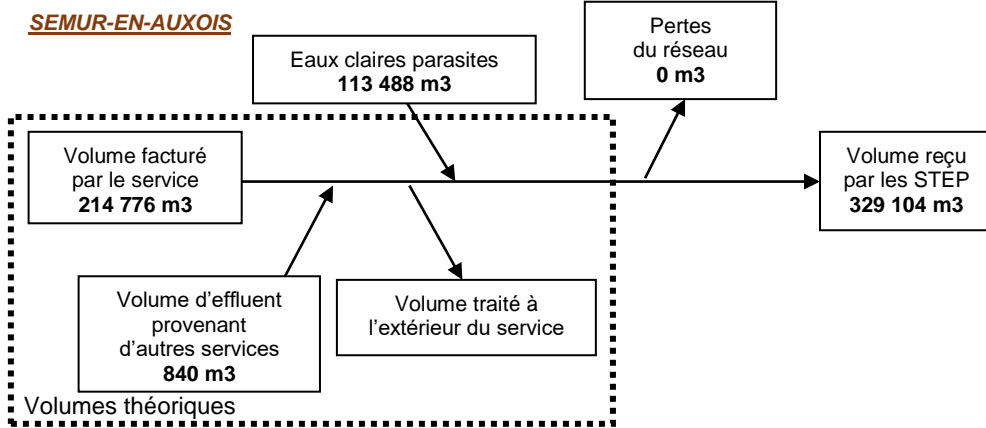 SEMUR-EN-AUXOIS
Eaux claires parasites
113 488 m3
Pertes
du réseau
0 m3
Volume facturé
par le service
214 776 m3
Volume reçu
par les STEP
329 104 m3
Volume d’effluent
provenant
d’autres services
840 m3
Volume traité à
l’extérieur du service
Volumes théoriques